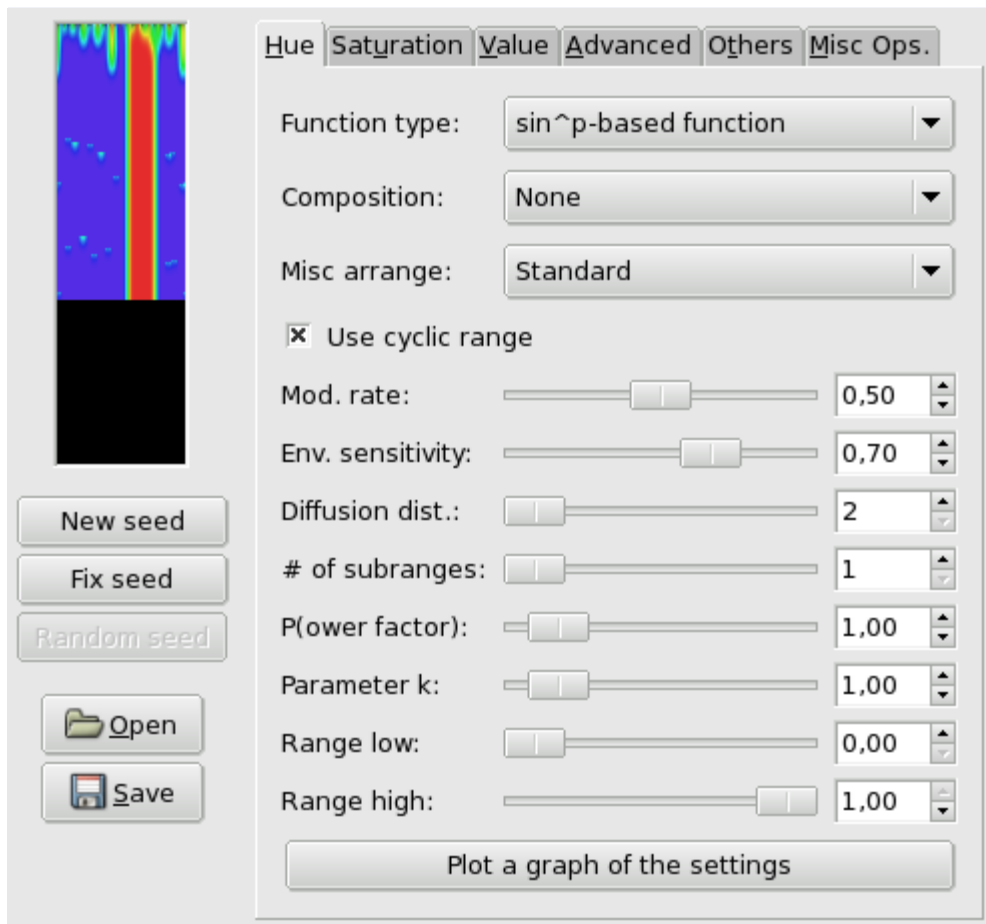 Hue Saturation Value Advanced Others Misc Ops.
Function type: sin^p-based function
Composition: None
Misc arrange: Standard
Use cyclic range
Mod. rate: 0,50
Env. sensitivity: 0,70
Diffusion dist.: 2
# of subranges: 1
P(ower factor): 1,00
Parameter k: 1,00
Range low: 0,00
Range high: 1,00
Plot a graph of the settings
New seed
Fix seed
Random seed
Open
Save